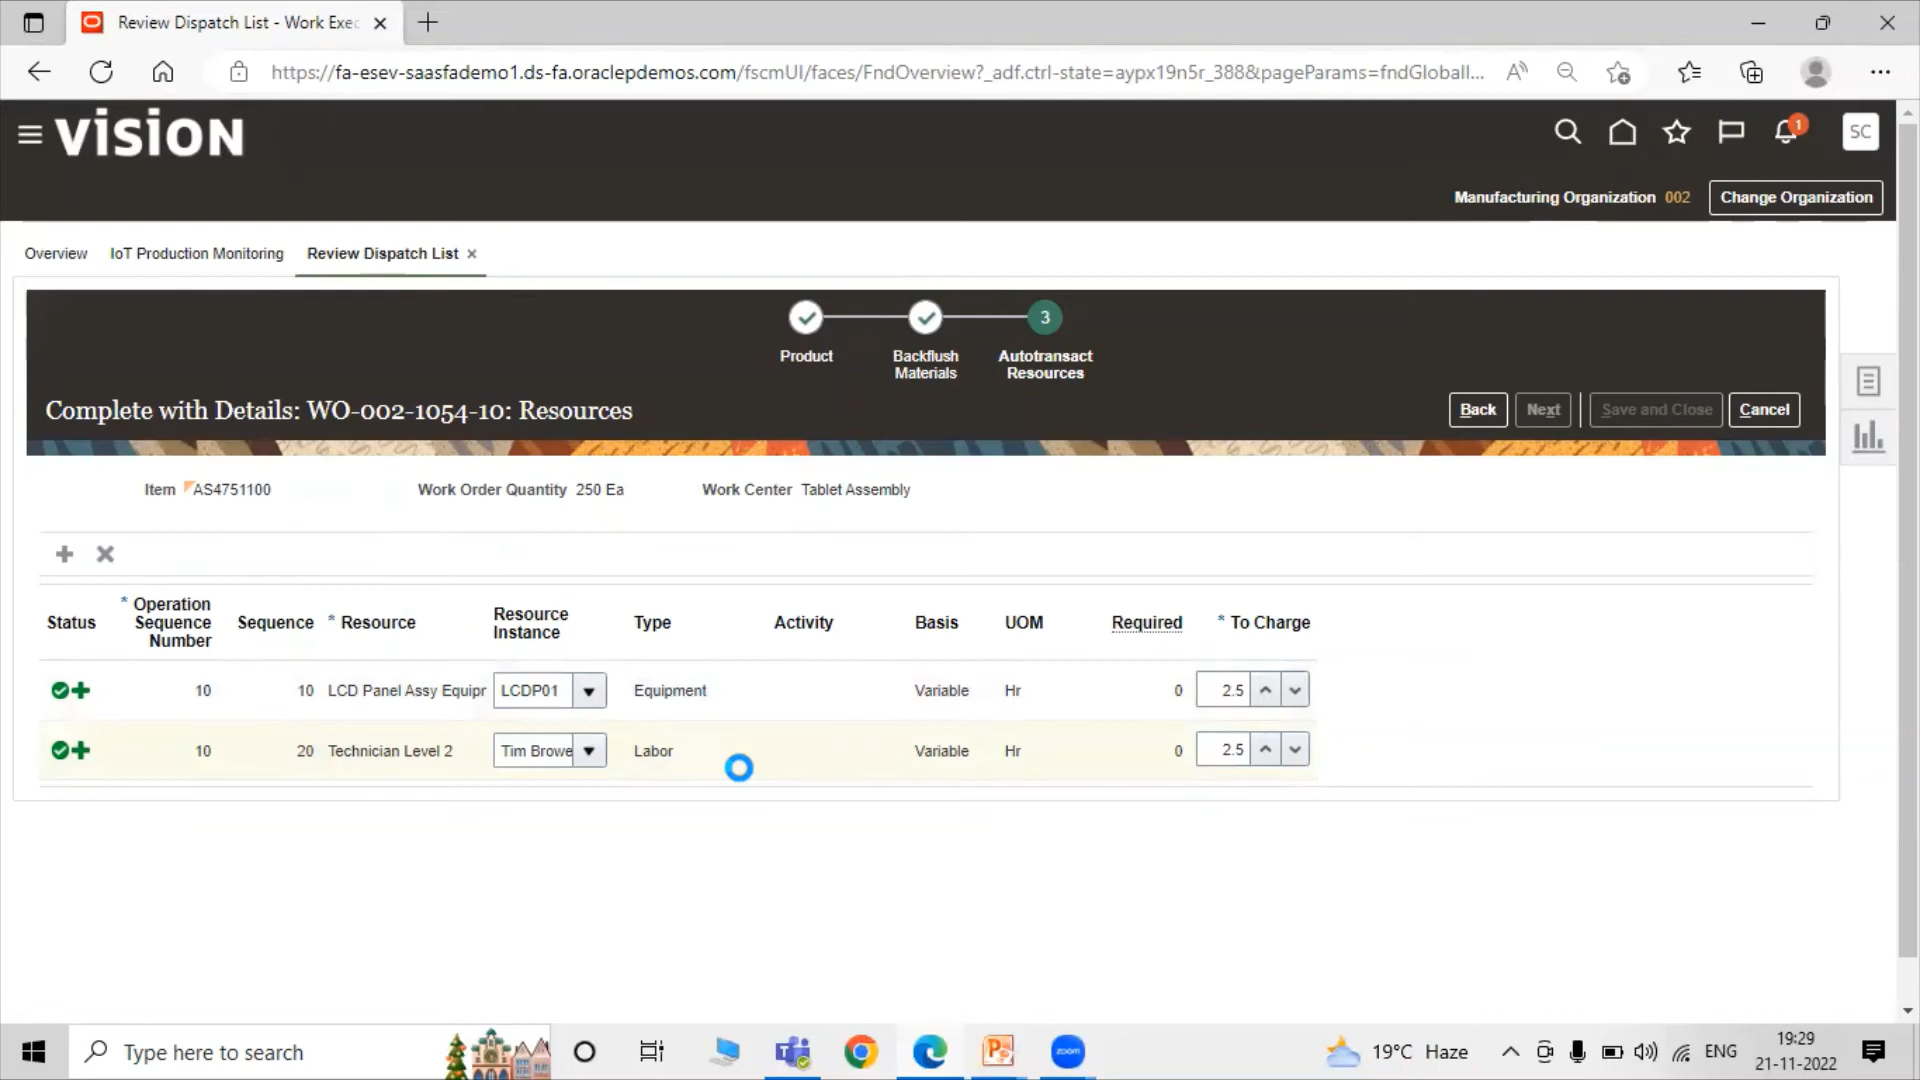 Review Dispatch List - Work Exec
https://fa-esev-saasfademo1.ds-fa.oraclepdemos.com/fscmUI/faces/FndOverview?_adf.ctrl-state=aypx19n5r_388&pageParams=fndGloball...
VISION
1
SC
Manufacturing Organization 002
Change Organization
Overview
IoT Production Monitoring
Review Dispatch List
3
Product
Backflush Materials
Autotransact Resources
Complete with Details: WO-002-1054-10: Resources
Back
Next
Save and Close
Cancel
Item AS4751100
Work Order Quantity 250 Ea
Work Center Tablet Assembly
Status
* Operation Sequence Number
Sequence
* Resource
Resource Instance
Type
Activity
Basis
UOM
Required
* To Charge
10 10 LCD Panel Assy Equipr LCDP01 Equipment Variable Hr 0 2.5
10 20 Technician Level 2 Tim Browe Labor Variable Hr 0 2.5
Type here to search
zoom
19°C Haze
ENG
19:29
21-11-2022